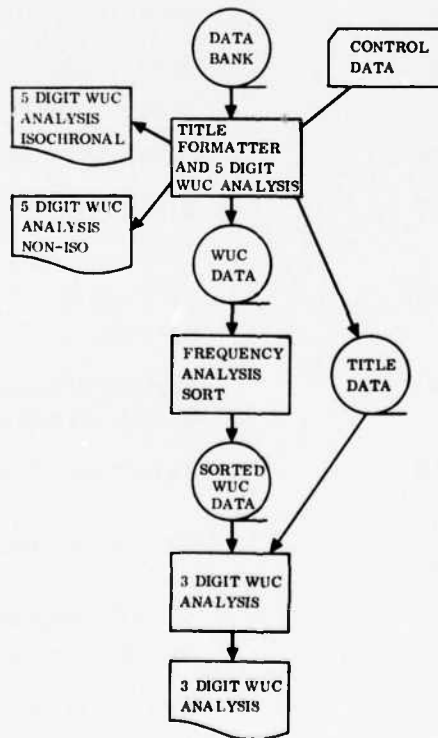 DATA
BANK
CONTROL
DATA
5 DIGIT WUC
ANALYSIS
ISOCHRONAL
TITLE
FORMATTER
AND 5 DIGIT
WUC ANALYSIS
5 DIGIT WUC
ANALYSIS
NON-ISO
WUC
DATA
FREQUENCY
ANALYSIS
SORT
TITLE
DATA
SORTED
WUC
DATA
3 DIGIT WUC
ANALYSIS
3 DIGIT WUC
ANALYSIS